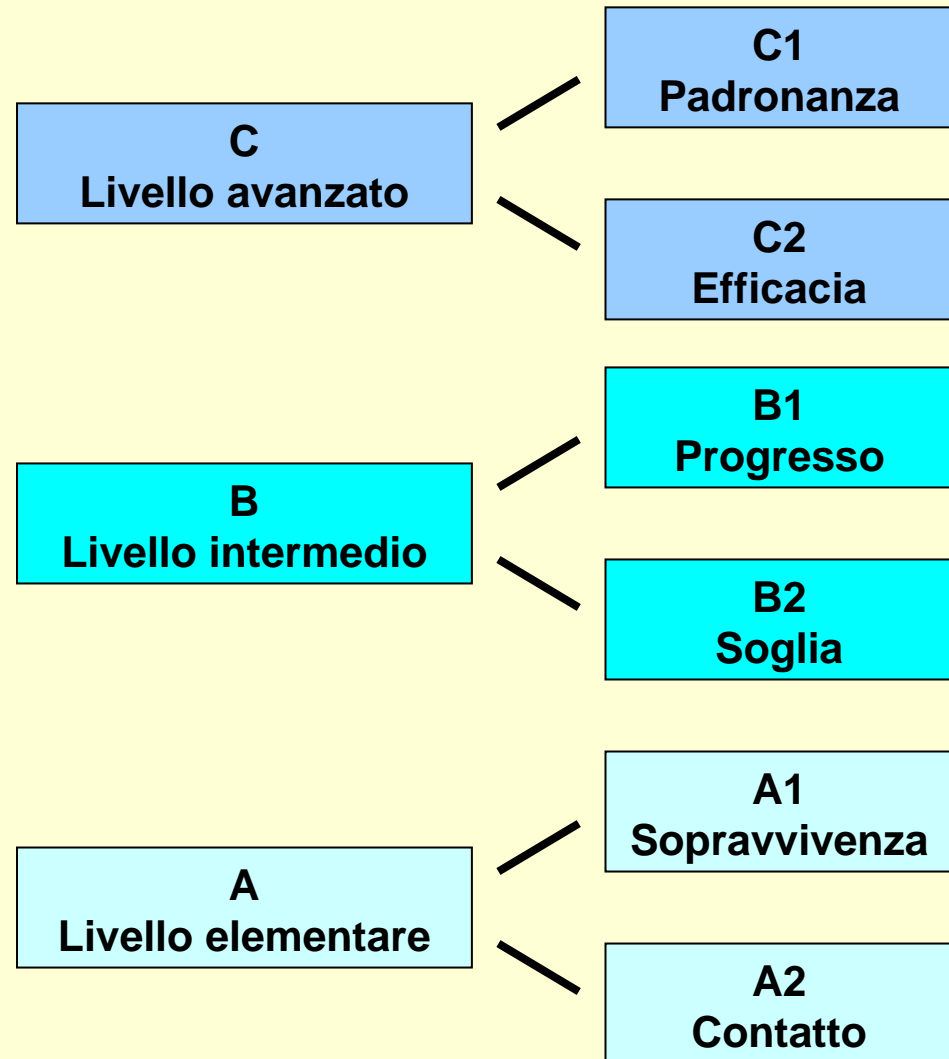 C
Livello avanzato
C1
Padronanza
C2
Efficacia
B
Livello intermedio
B1
Progresso
B2
Soglia
A
Livello elementare
A1
Sopravvivenza
A2
Contatto